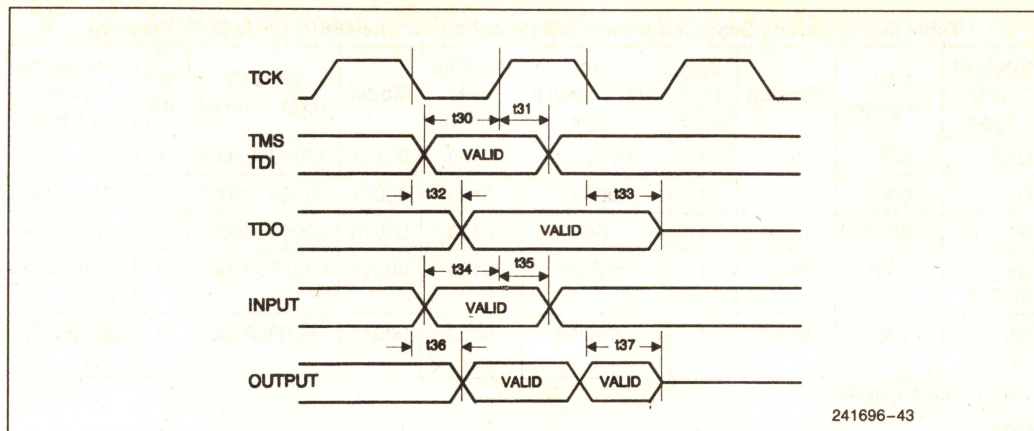 TCK
t30 t31
TMS
TDI
VALID
t32 t33
TDO
VALID
t34 t35
INPUT
VALID
t36 t37
OUTPUT
VALID VALID
241696-43